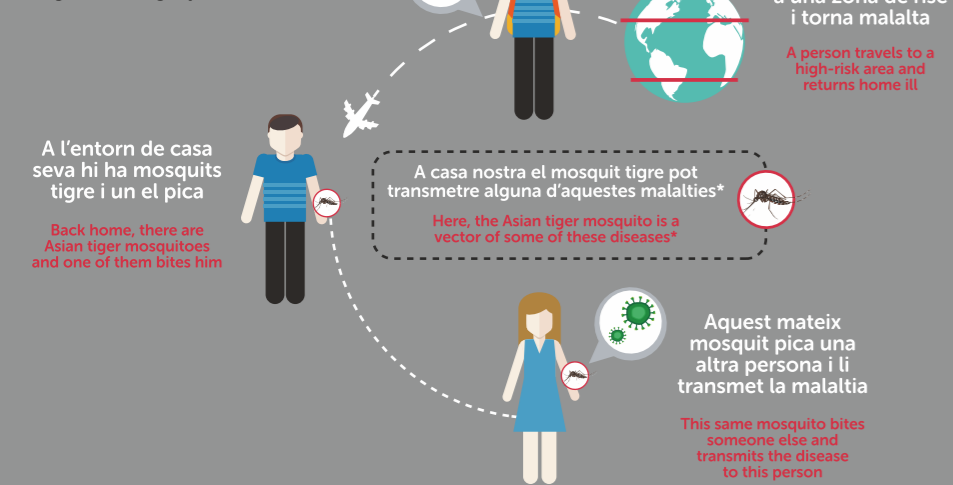 i torna malalta
A person travels to a
high-risk area and
returns home ill
A l'entorn de casa
seva hi ha mosquits
tigre i un el pica
Back home, there are
Asian tiger mosquitoes
and one of them bites him
A casa nostra el mosquit tigre pot
transmetre alguna d'aquestes malalties*
Here, the Asian tiger mosquito is a
vector of some of these diseases*
Aquest mateix
mosquit pica una
altra persona i li
transmet la malaltia
This same mosquito bites
someone else and
transmits the disease
to this person